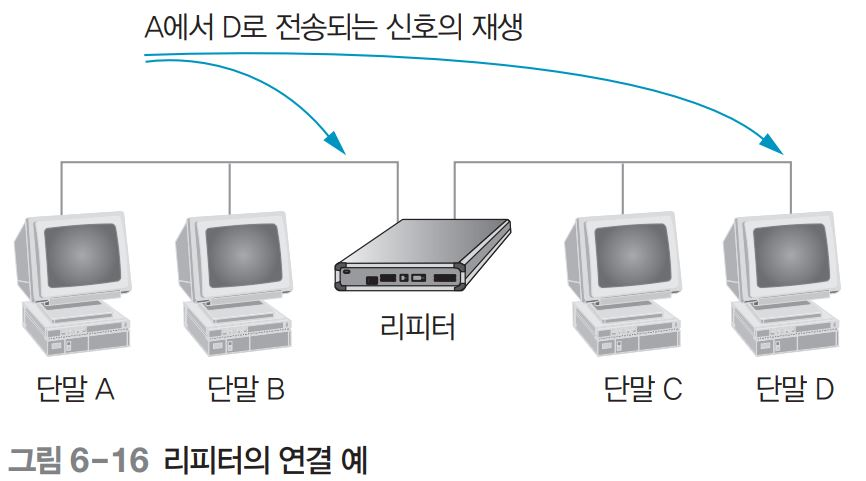 A에서 D로 전송되는 신호의 재생
리피터
단말 A
단말 B
단말 C
단말 D
그림 6-16 리피터의 연결 예